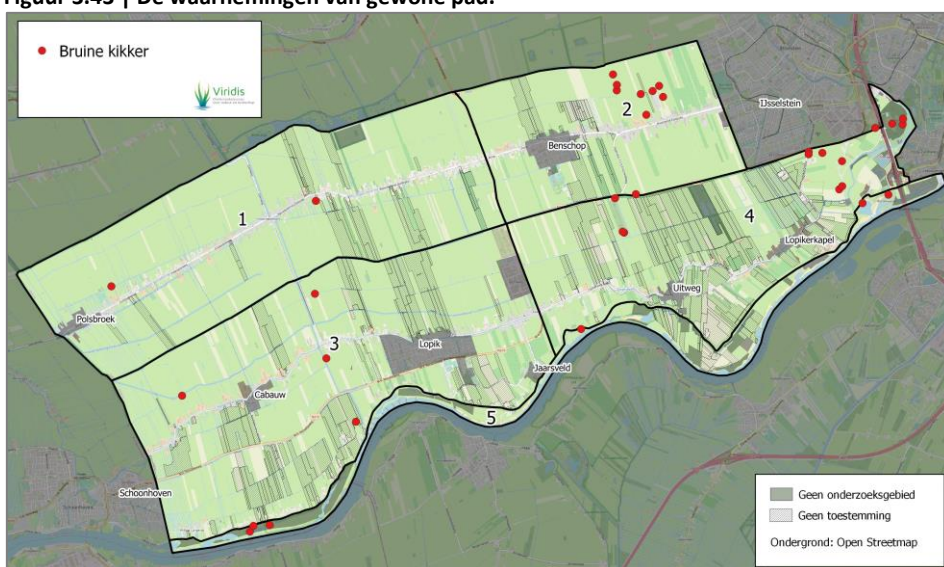 Figuur 3.43 | De waarnemingen van gewone pad.
Bruine kikker
Viridis
2
IJsselstein
Benschop
1
4
Lopikerkapel
Polsbroek
Uitweg
3
Lopik
Jaarsveld
Cabauw
5
Schoonhoven
Geen onderzoeksgebied
Geen toestemming
Ondergrond: Open Streetmap